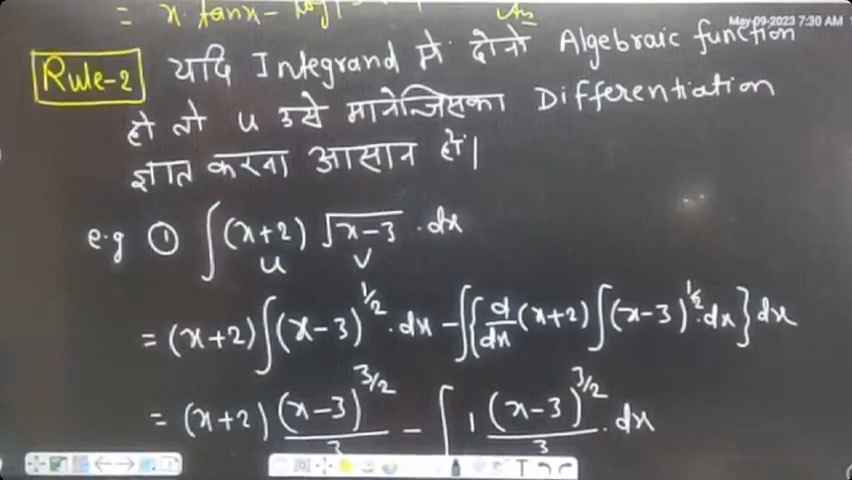 = x·tanx – log|
Ans
May-09-2023 7:30 AM
Rule-2 यदि Integrand में दोनो Algebraic function
हो तो u उसे माने जिसका Differentiation
ज्ञात करना आसान हो।
e.g ① ∫ (x+2) √(x-3) · dx
u v
= (x+2) ∫ (x-3)^1/2 · dx - ∫ { d/dx (x+2) ∫ (x-3)^1/2 · dx } dx
= (x+2) (x-3)^3/2 / 3 - ∫ 1 (x-3)^3/2 / 3 · dx